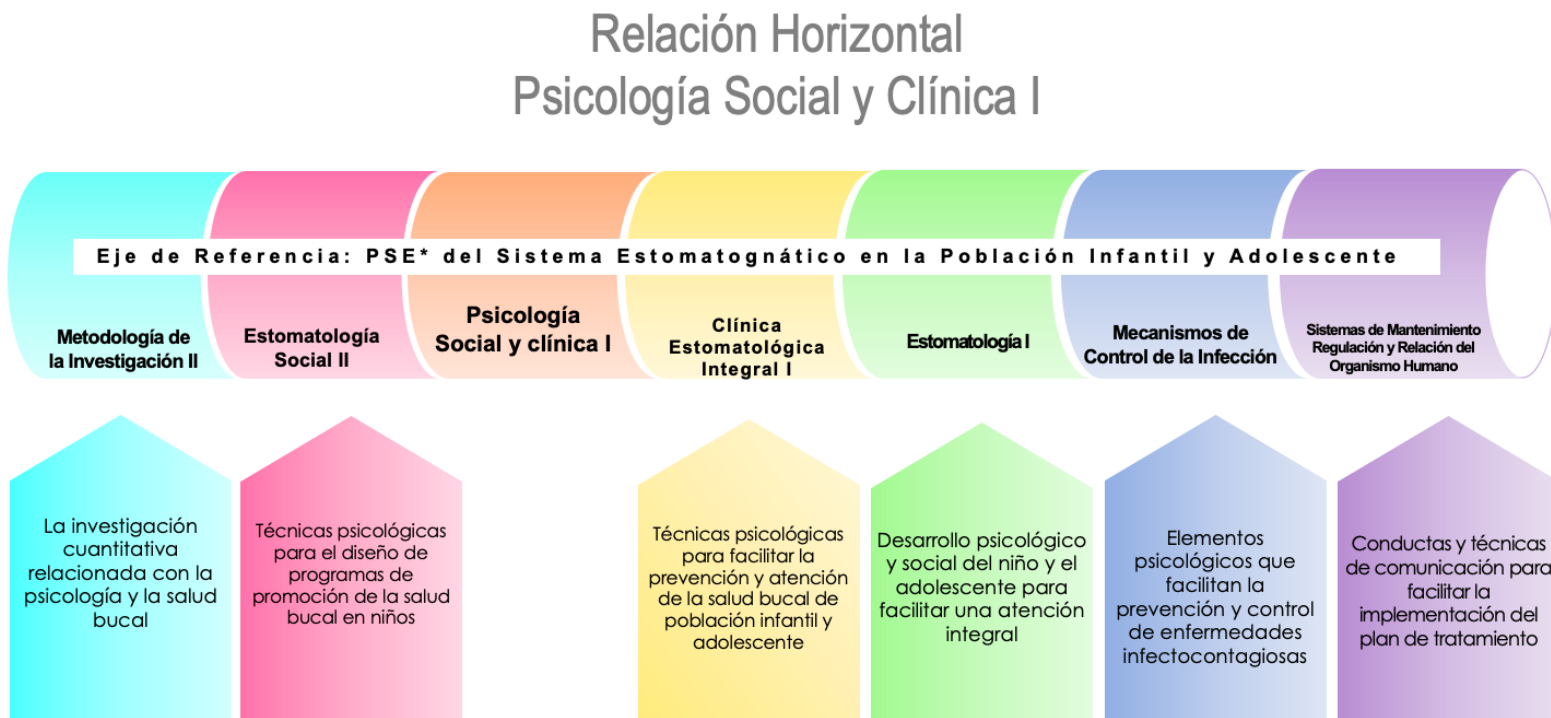 Relación Horizontal
Psicología Social y Clínica I
Eje de Referencia: PSE* del Sistema Estomatognático en la Población Infantil y Adolescente
Metodología de
la Investigación II
Estomatología
Social II
Psicología
Social y clínica I
Clínica
Estomatológica
Integral I
Estomatología I
Mecanismos de
Control de la Infección
Sistemas de Mantenimiento
Regulación y Relación del
Organismo Humano
La investigación
cuantitativa
relacionada con la
psicología y la salud
bucal
Técnicas psicológicas
para el diseño de
programas de
promoción de la salud
bucal en niños
Técnicas psicológicas
para facilitar la
prevención y atención
de la salud bucal de
población infantil y
adolescente
Desarrollo psicológico
y social del niño y el
adolescente para
facilitar una atención
integral
Elementos
psicológicos que
facilitan la
prevención y control
de enfermedades
infectocontagiosas
Conductas y técnicas
de comunicación para
facilitar la
implementación del
plan de tratamiento